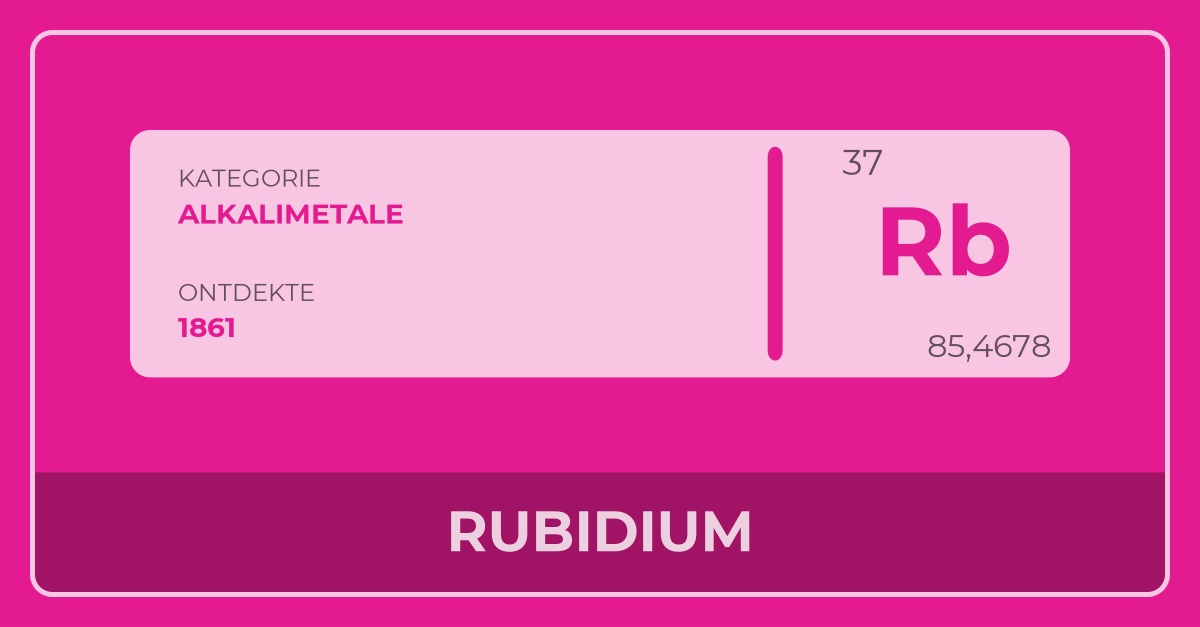 KATEGORIE
ALKALIMETALE
ONTDEKTE
1861
37
Rb
85,4678
RUBIDIUM